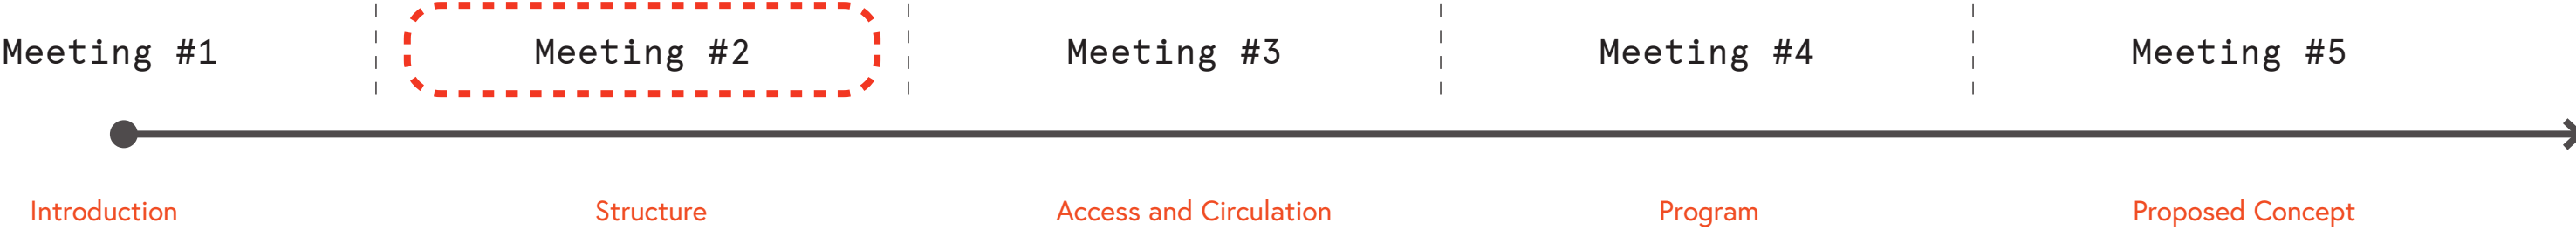 Meeting #1
Meeting #2
Meeting #3
Meeting #4
Meeting #5
Introduction
Structure
Access and Circulation
Program
Proposed Concept